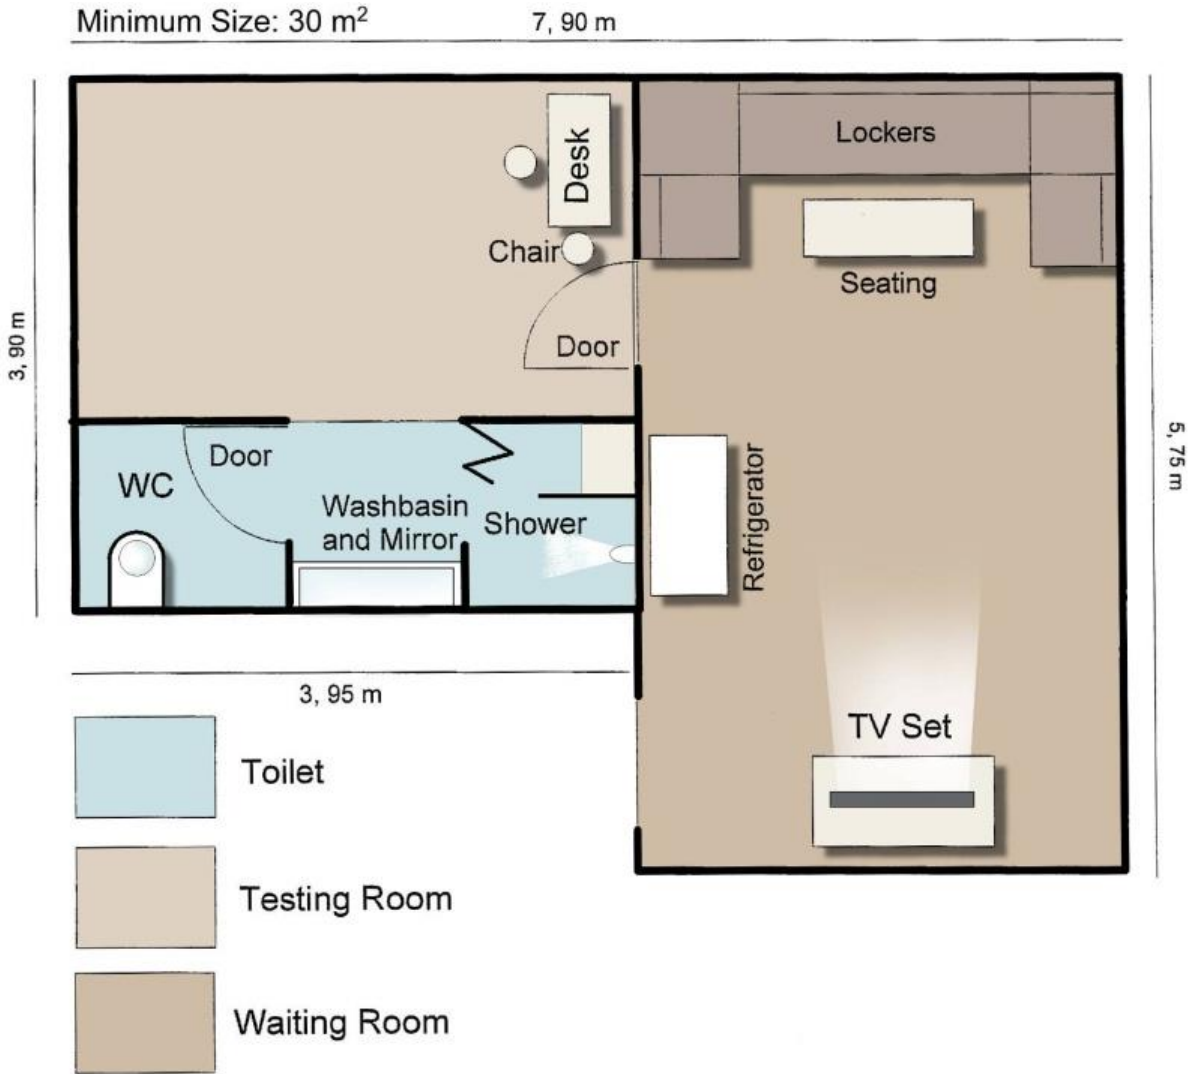 Minimum Size: 30 m²
7, 90 m
Lockers
Desk
Chair
Seating
Door
3, 90 m
5, 75 m
Door
WC
Washbasin
and Mirror
Shower
Refrigerator
3, 95 m
TV Set
Toilet
Testing Room
Waiting Room